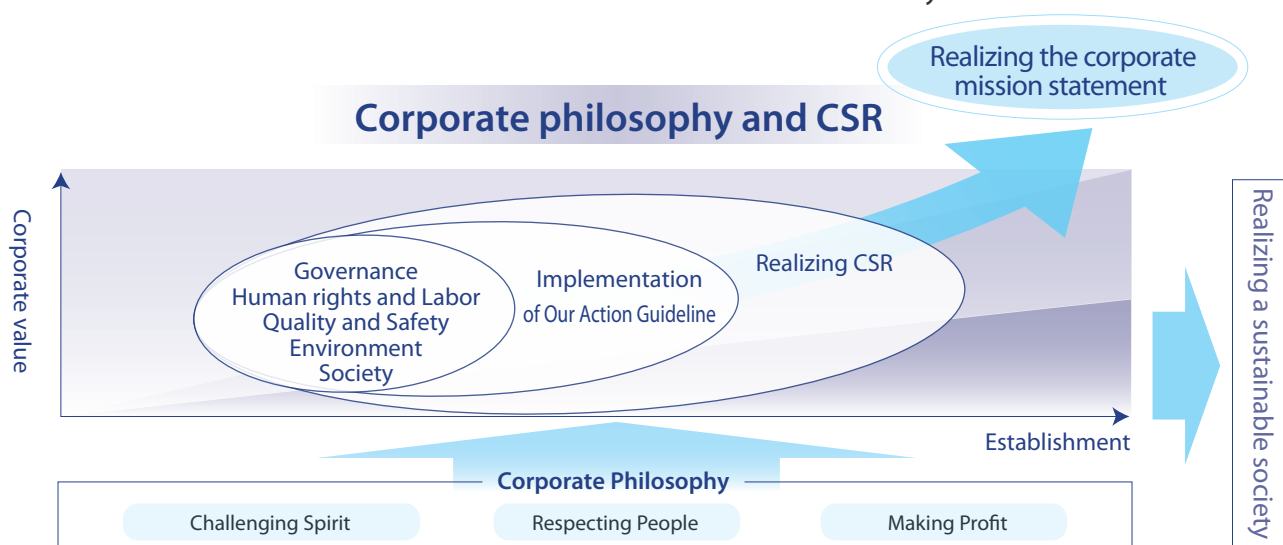 Realizing the corporate
mission statement
Corporate philosophy and CSR
Corporate value
Governance
Human rights and Labor
Quality and Safety
Environment
Society
Implementation
of Our Action Guideline
Realizing CSR
Realizing a sustainable society
Establishment
Corporate Philosophy
Challenging Spirit
Respecting People
Making Profit